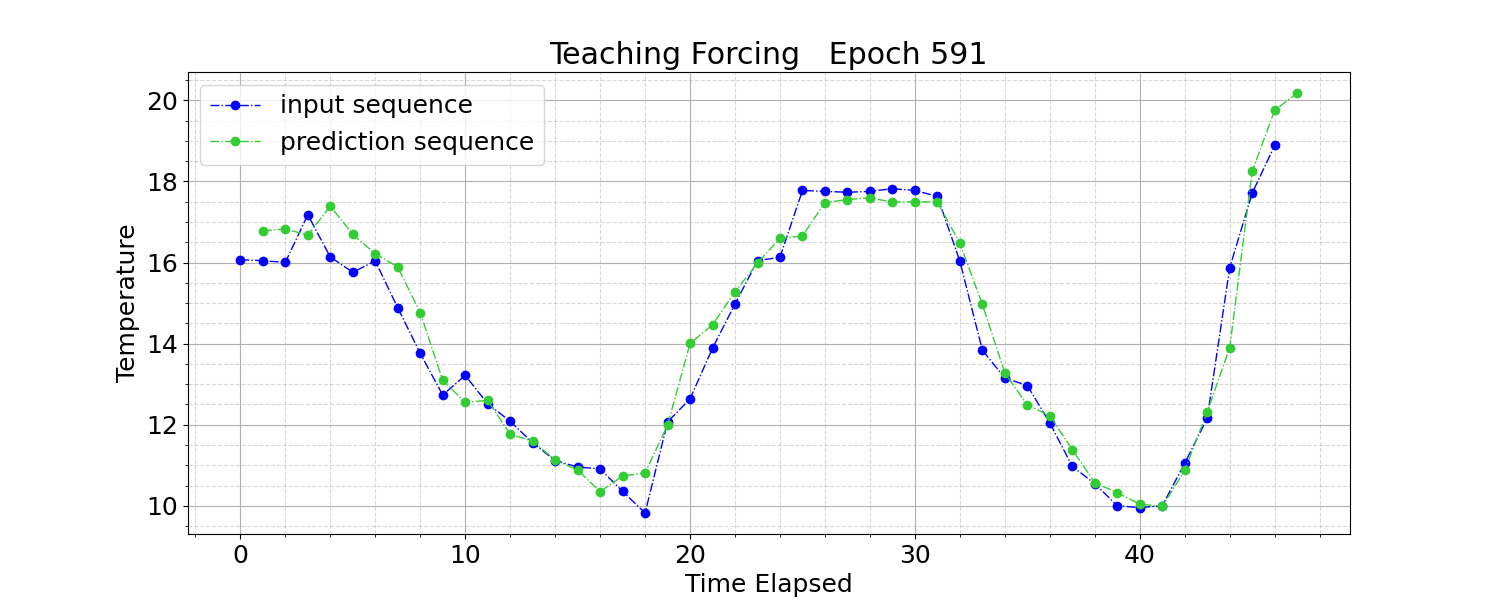 Teaching Forcing   Epoch 591
20
18
16
14
12
10
Temperature
input sequence
prediction sequence
0
10
20
30
40
Time Elapsed